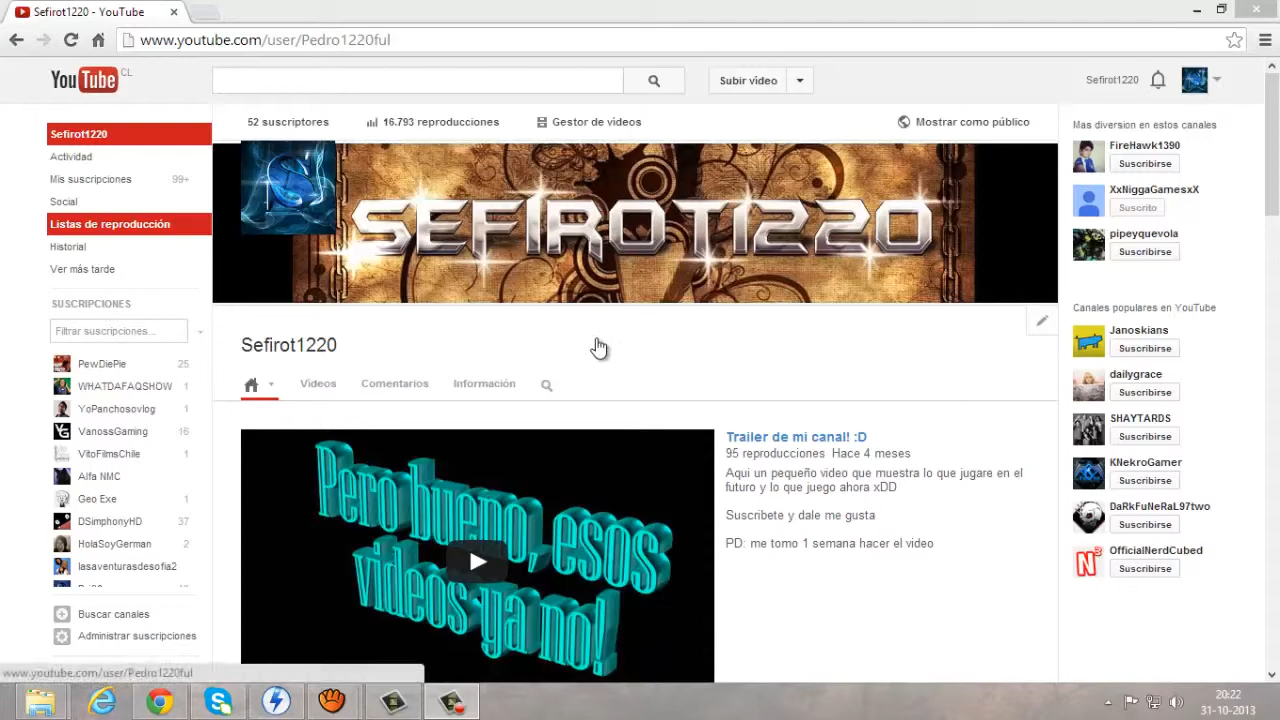 Sefirot1220 - YouTube
www.youtube.com/user/Pedro1220ful
YouTube CL
Subir vídeo
Sefirot1220
52 suscriptores
16.793 reproducciones
Gestor de vídeos
Mostrar como público
Sefirot1220
Actividad
Mis suscripciones 99+
Social
Listas de reproducción
Historial
Ver más tarde
SUSCRIPCIONES
Filtrar suscripciones...
PewDiePie 25
WHATDAFAQSHOW 1
YoPanchosovlog 1
VanossGaming 16
VitoFilmsChile 1
Alfa NMC
Geo Exe 1
DSimphonyHD 37
HolaSoyGerman 2
lasaventurasdesofia2
Buscar canales
Administrar suscripciones
SEFIROT1220
Sefirot1220
Vídeos
Comentarios
Información
Pero bueno, esos
videos ya no!
Trailer de mi canal! :D
95 reproducciones Hace 4 meses
Aqui un pequeño video que muestra lo que jugare en el
futuro y lo que juego ahora xDD
Suscribete y dale me gusta
PD: me tomo 1 semana hacer el video
Mas diversion en estos canales
FireHawk1390
Suscribirse
XxNiggaGamesxX
Suscrito
pipeyquevola
Suscribirse
Canales populares en YouTube
Janoskians
Suscribirse
dailygrace
Suscribirse
SHAYTARDS
Suscribirse
KNekroGamer
Suscribirse
DaRkFuNeRaL97two
Suscribirse
OfficialNerdCubed
Suscribirse
www.youtube.com/user/Pedro1220ful
20:22
31-10-2013